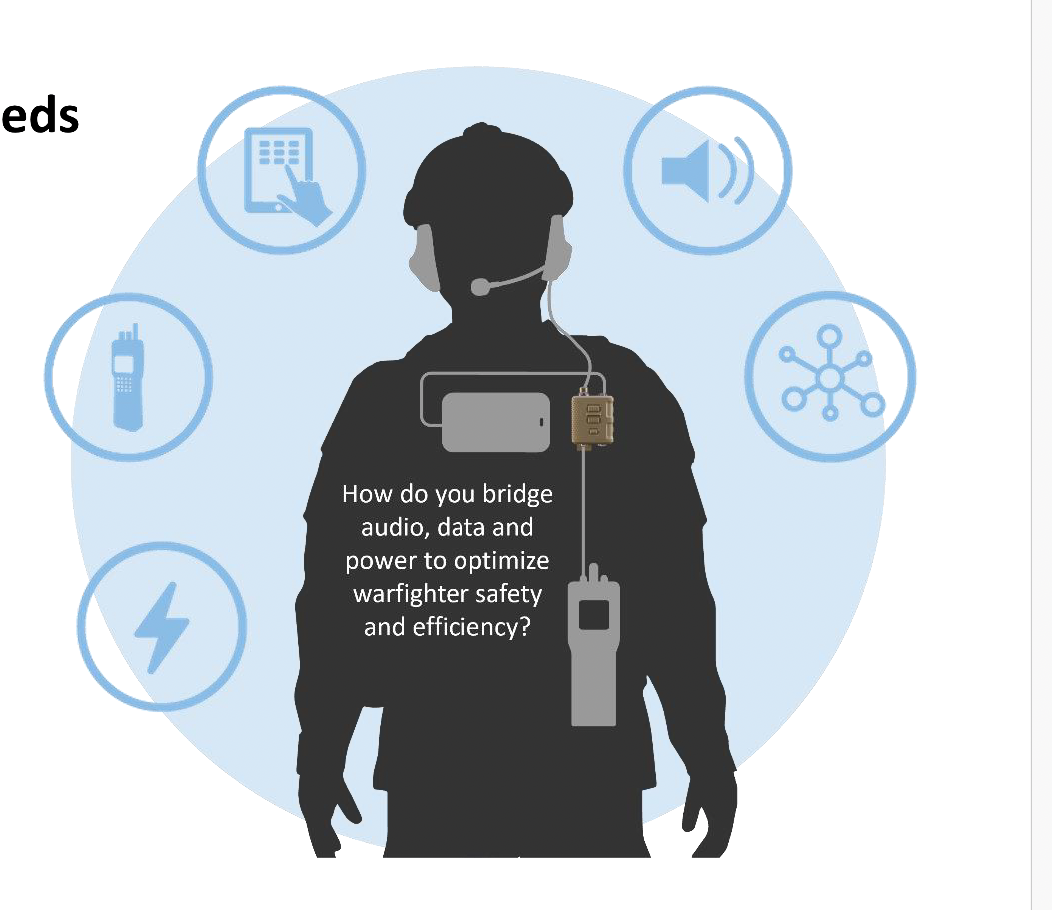 eds
How do you bridge
audio, data and
power to optimize
warfighter safety
and efficiency?